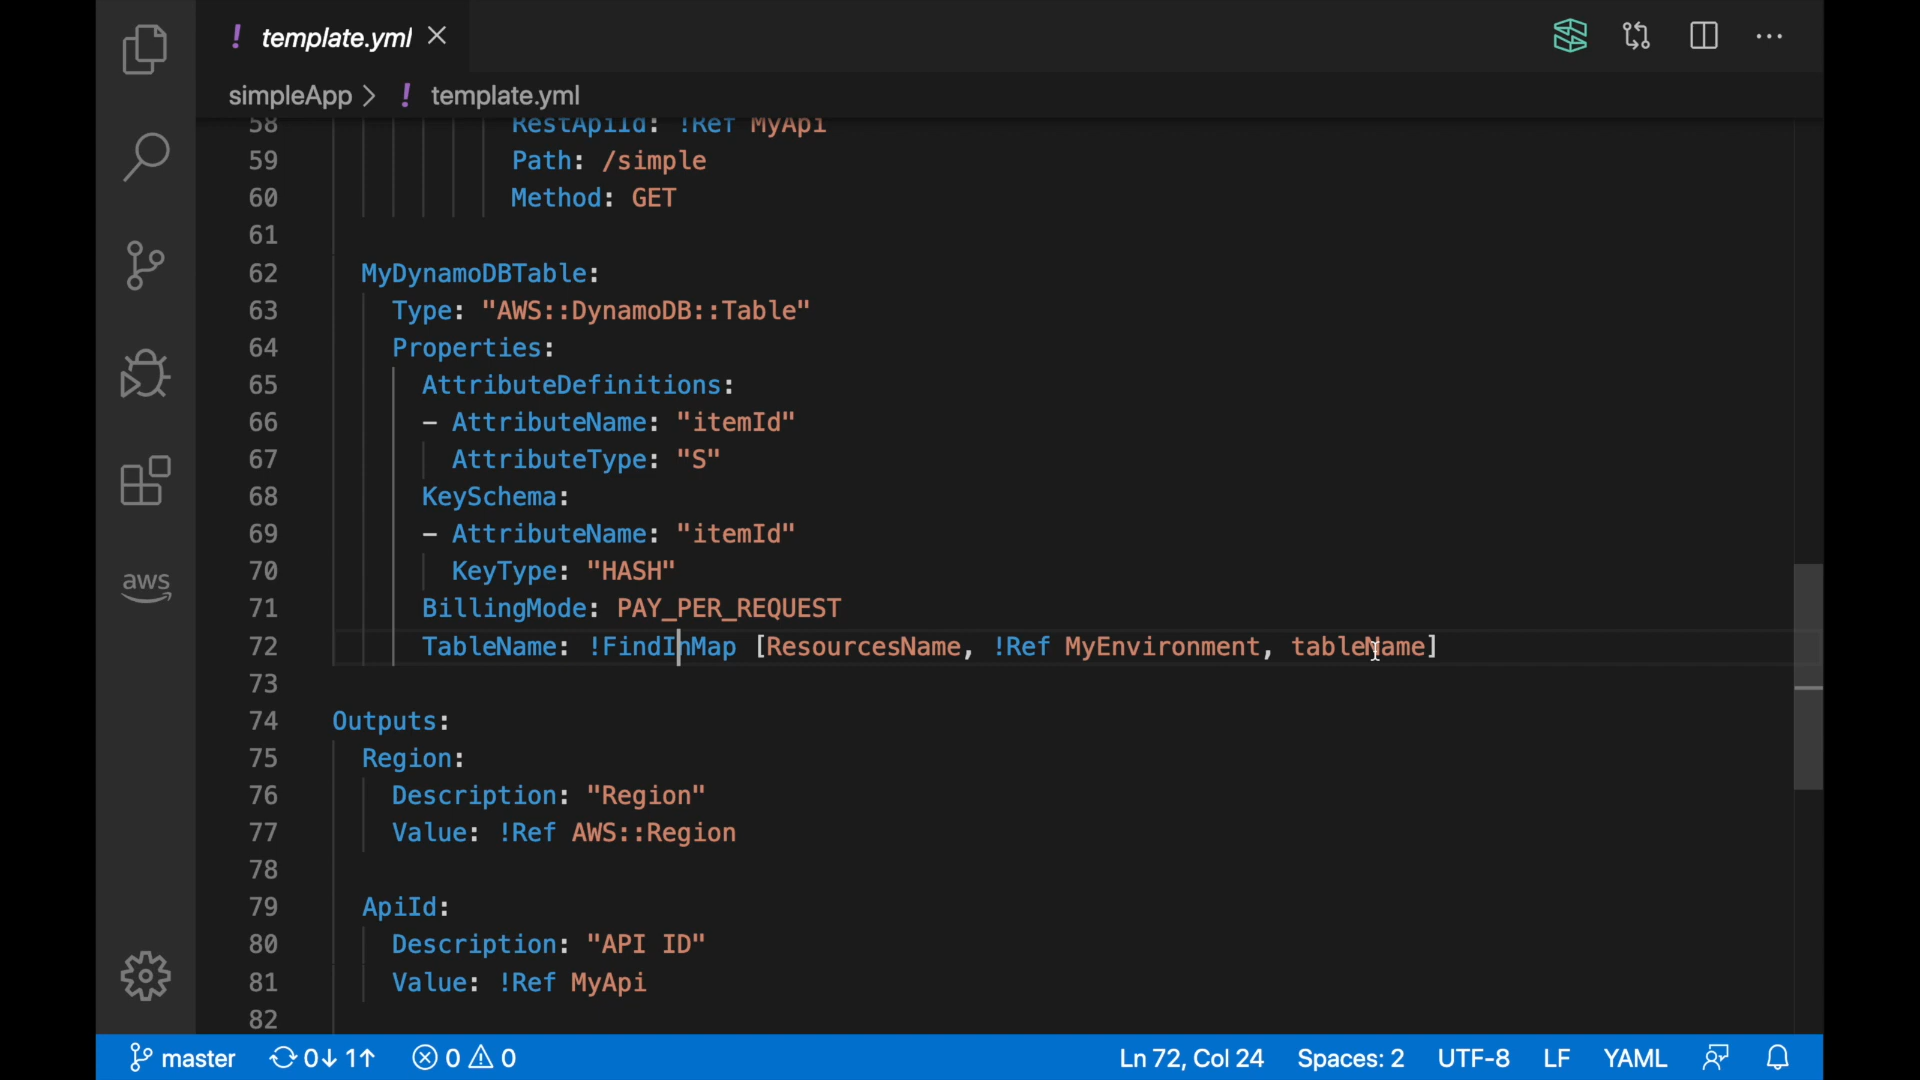 ! template.yml
simpleApp > ! template.yml
58 RestApiId: !Ref MyApi
59 Path: /simple
60 Method: GET
61
62 MyDynamoDBTable:
63 Type: "AWS::DynamoDB::Table"
64 Properties:
65 AttributeDefinitions:
66 - AttributeName: "itemId"
67 AttributeType: "S"
68 KeySchema:
69 - AttributeName: "itemId"
70 KeyType: "HASH"
71 BillingMode: PAY_PER_REQUEST
72 TableName: !FindInMap [ResourcesName, !Ref MyEnvironment, tableName]
73
74 Outputs:
75 Region:
76 Description: "Region"
77 Value: !Ref AWS::Region
78
79 ApiId:
80 Description: "API ID"
81 Value: !Ref MyApi
82
aws
master 0↓ 1↑ 0 0 Ln 72, Col 24 Spaces: 2 UTF-8 LF YAML